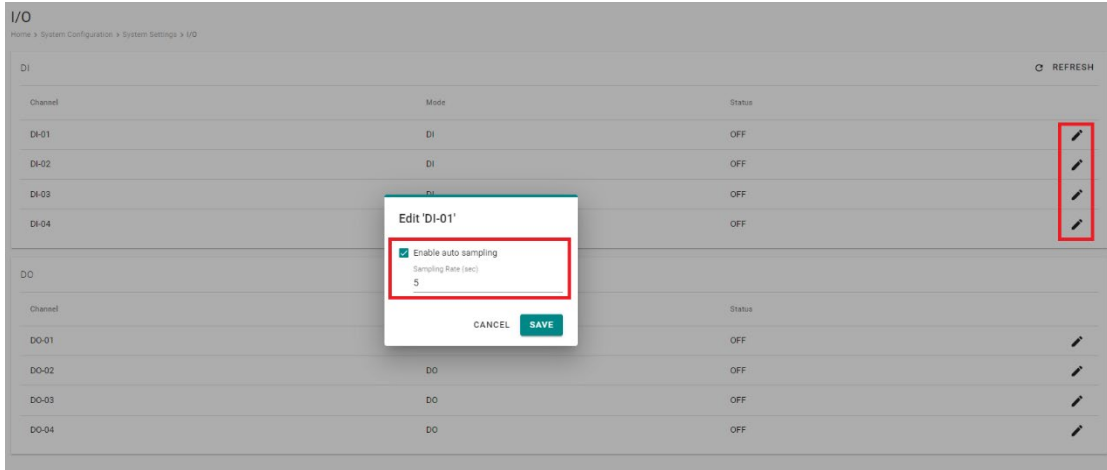 I/O
Home > System Configuration > System Settings > I/O
DI
REFRESH
Channel Mode Status
DI-01 DI OFF
DI-02 DI OFF
DI-03 DI OFF
DI-04 OFF
Edit 'DI-01'
Enable auto sampling
Sampling Rate (sec)
5
CANCEL SAVE
DO
Channel Status
DO-01 OFF
DO-02 DO OFF
DO-03 DO OFF
DO-04 DO OFF